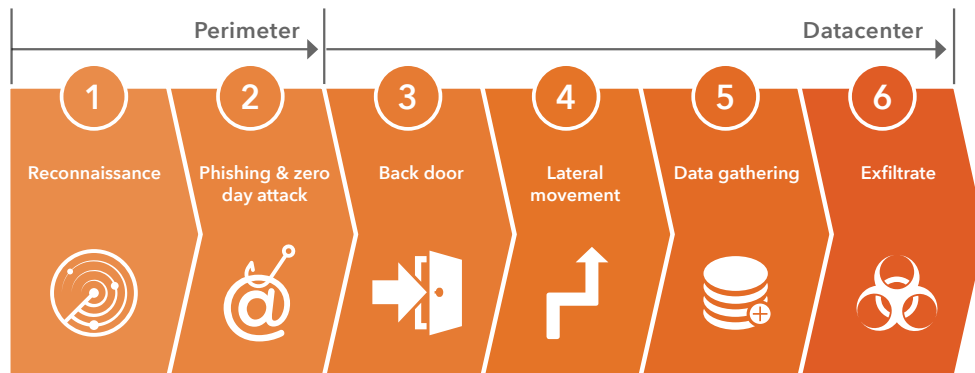 Perimeter
Datacenter
1
2
3
4
5
6
Reconnaissance
Phishing & zero
day attack
Back door
Lateral
movement
Data gathering
Exfiltrate
@